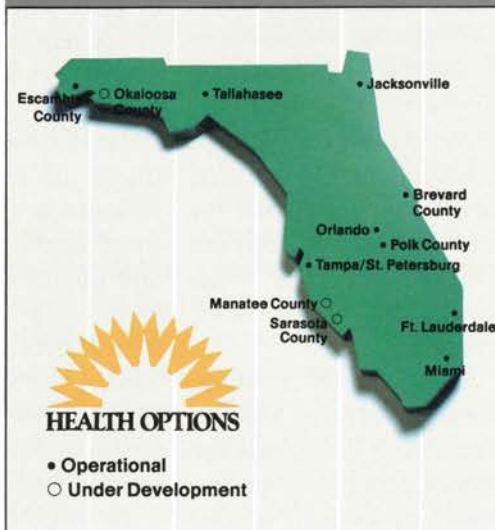 Jacksonville
Escambia
County
Okaloosa
County
Tallahasee
Brevard
County
Orlando
Polk County
Tampa/St. Petersburg
Manatee County
Sarasota
County
Ft. Lauderdale
Miami
HEALTH OPTIONS
• Operational
○ Under Development